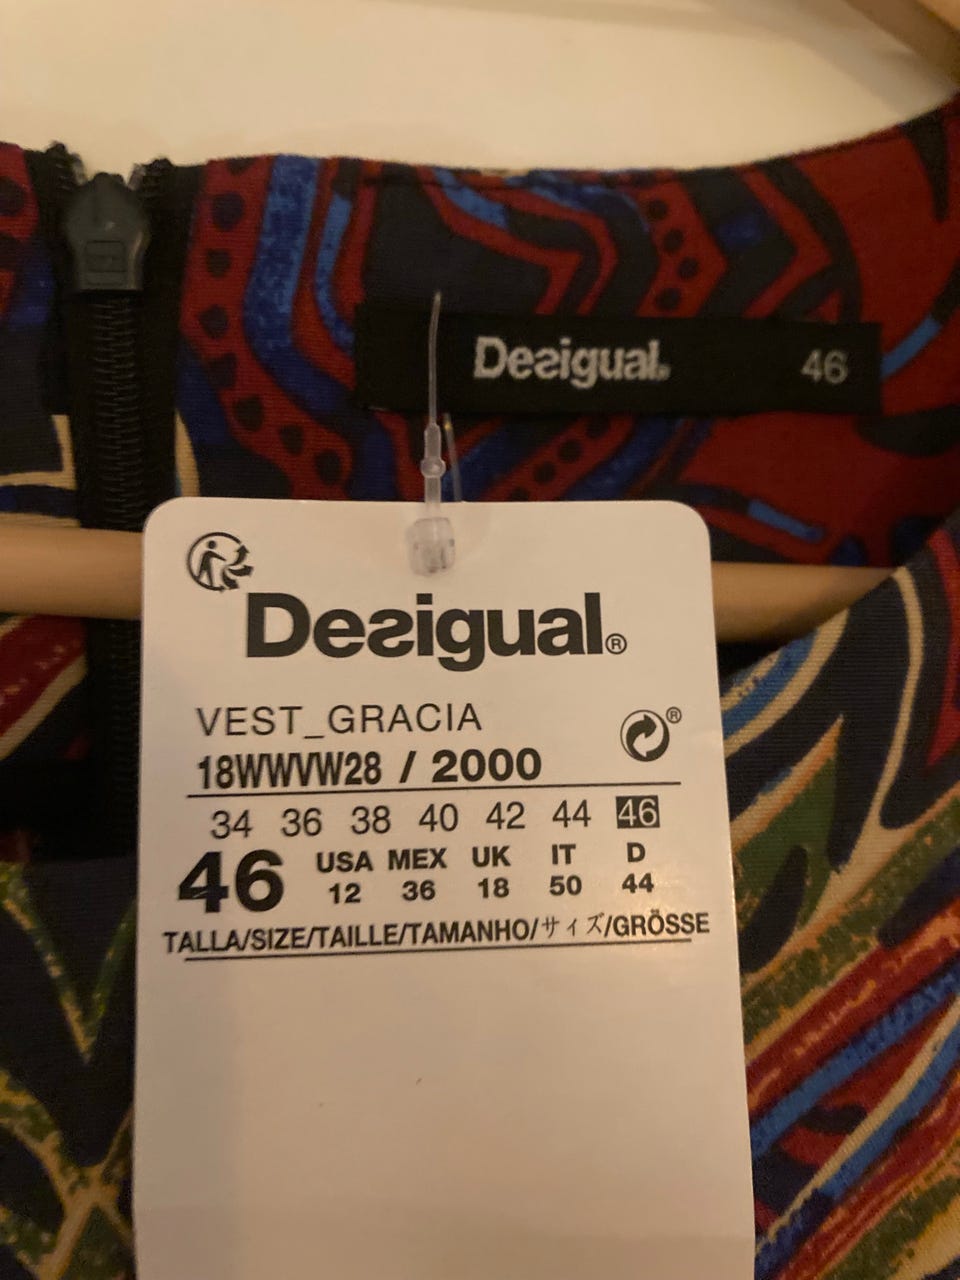 Desigual. 46
Desigual®
VEST_GRACIA
®
18WWVW28 / 2000
34 36 38 40 42 44 46
46 USA MEX UK IT D
12 36 18 50 44
TALLA/SIZE/TAILLE/TAMANHO/サイズ/GRÖSSE